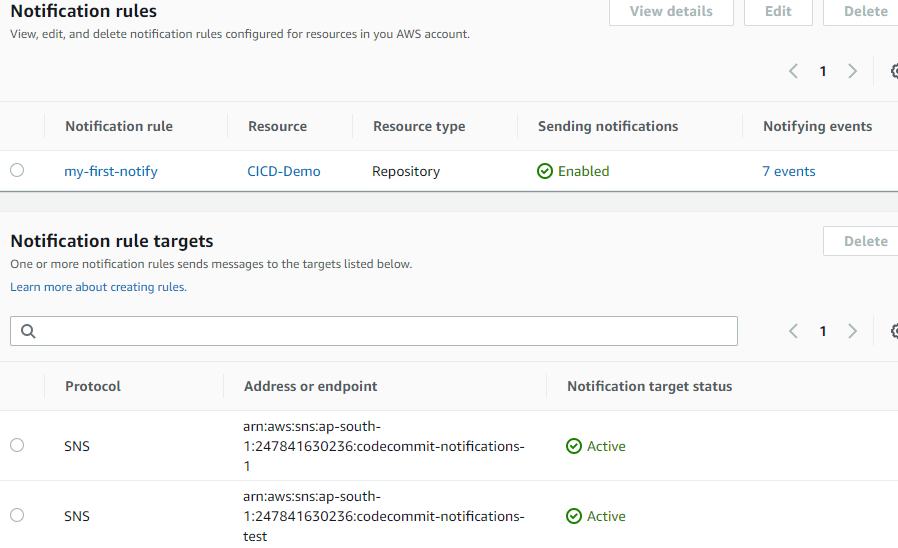 Notification rules
View details
Edit
Delete
View, edit, and delete notification rules configured for resources in you AWS account.
1
Notification rule
Resource
Resource type
Sending notifications
Notifying events
my-first-notify
CICD-Demo
Repository
Enabled
7 events
Notification rule targets
Delete
One or more notification rules sends messages to the targets listed below.
Learn more about creating rules.
1
Protocol
Address or endpoint
Notification target status
SNS
arn:aws:sns:ap-south-
1:247841630236:codecommit-notifications-
1
Active
SNS
arn:aws:sns:ap-south-
1:247841630236:codecommit-notifications-
test
Active